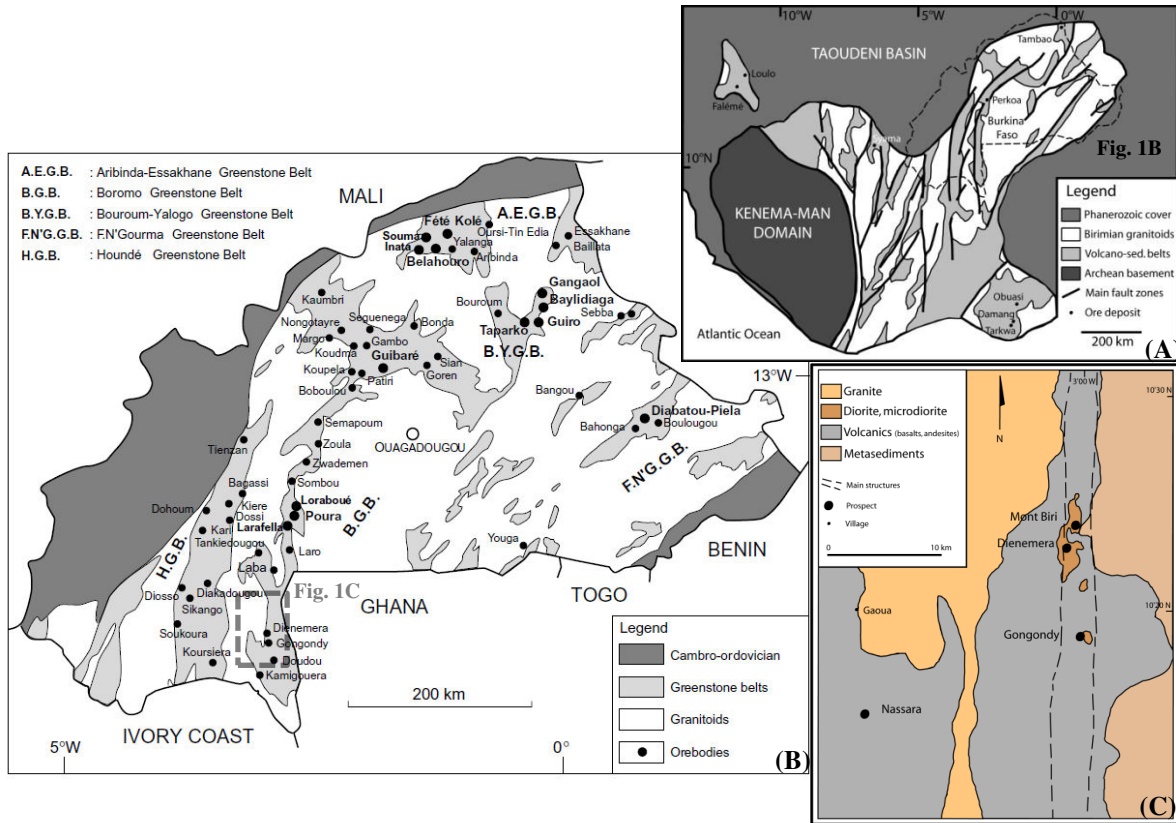 A.E.G.B. : Aribinda-Essakhane Greenstone Belt
B.G.B. : Boromo Greenstone Belt
B.Y.G.B. : Bouroum-Yalogo Greenstone Belt
F.N'G.G.B. : F.N'Gourma Greenstone Belt
H.G.B. : Houndé Greenstone Belt
MALI
A.E.G.B.
Fété Kolé
Souma
Inata
Yalanga
Oursi-Tin Edia
Essakhane
Belahouro
Aribinda
Bailiata
Gangaol
Kaumbri
Bouroum
Baylidiaga
Nongotayre
Seguenega
Bonda
Taparko
Guiro
Sebba
Margo
Gambo
B.Y.G.B.
Koudma
Guibaré
Sian
Koupela
Patiri
Goren
Boboulou
Bangou
13°N
Semapoum
Diabatou-Piela
OUAGADOUGOU
Bahonga
Boulougou
Tienzan
Zoula
Zwademen
F.N'G.G.B.
Bagassi
Sombou
Dohoum
Kiere
Loraboué
B.G.B.
Dossi
Poura
Kari
Larafella
Tankiedougou
Laro
Youga
BENIN
H.G.B.
Laba
TOGO
Fig. 1C
GHANA
Diosso
Diakadougou
Sikango
Dienemera
Soukoura
Gongondy
Koursiera
Doudou
Kamigouera
200 km
IVORY COAST
5°W
0°
Legend
Cambro-ordovician
Greenstone belts
Granitoids
Orebodies
(B)
10°W
5°W
0°W
Tambao
TAOUDENI BASIN
Loulo
Falémé
Perkoa
Burkina
Faso
Syama
Fig. 1B
10°N
KENEMA-MAN
DOMAIN
Legend
Phanerozoic cover
Birimian granitoids
Volcano-sed. belts
Archean basement
Main fault zones
Ore deposit
200 km
Obuasi
Damang
Tarkwa
Atlantic Ocean
(A)
Granite
Diorite, microdiorite
Volcanics (basalts, andesites)
Metasediments
Main structures
Prospect
Village
0 10 km
N
3°00 W
10°30 N
Mont Biri
Dienemera
10°20 N
Gaoua
Gongondy
Nassara
(C)